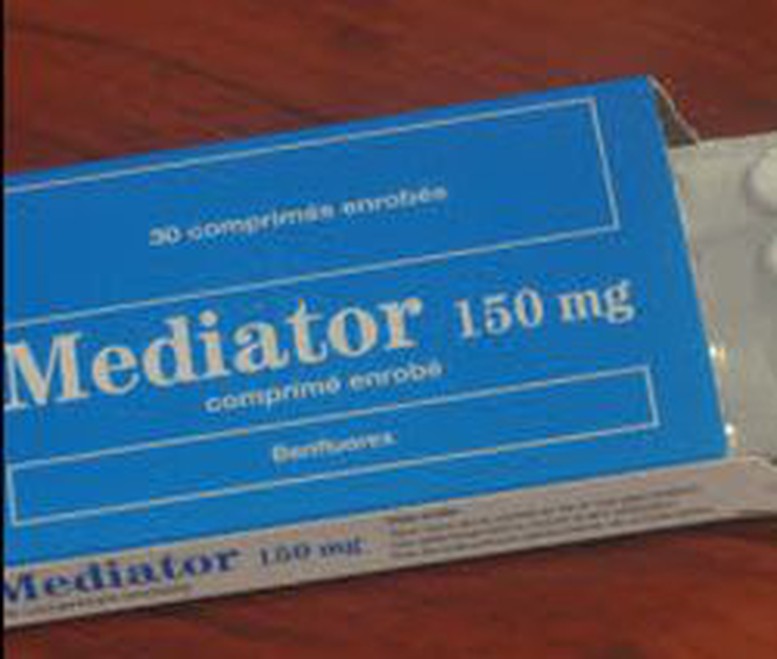 30 comprimés enrobés
Mediator 150 mg
comprimé enrobé
Benfluorex
Mediator 150 mg